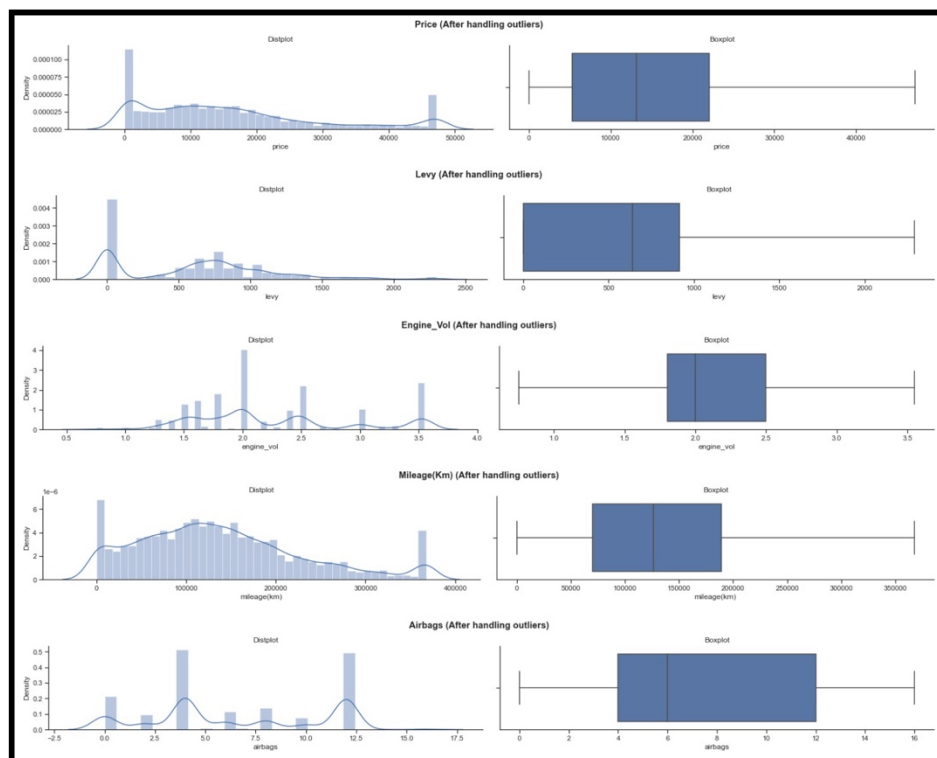 Price (After handling outliers)
Distplot
Boxplot
0.000100
0.000075
0.000050
0.000025
0.000000
Density
0 10000 20000 30000 40000 50000
price
0 10000 20000 30000 40000
price
Levy (After handling outliers)
Distplot
Boxplot
0.004
0.003
0.002
0.001
0.000
Density
0 500 1000 1500 2000 2500
levy
0 500 1000 1500 2000
levy
Engine_Vol (After handling outliers)
Distplot
Boxplot
4
3
2
1
0
Density
0.5 1.0 1.5 2.0 2.5 3.0 3.5 4.0
engine_vol
1.0 1.5 2.0 2.5 3.0 3.5
engine_vol
Mileage(Km) (After handling outliers)
Distplot
Boxplot
1e−6
6
4
2
0
Density
0 100000 200000 300000 400000
mileage(km)
0 50000 100000 150000 200000 250000 300000 350000
mileage(km)
Airbags (After handling outliers)
Distplot
Boxplot
0.5
0.4
0.3
0.2
0.1
0.0
Density
−2.5 0.0 2.5 5.0 7.5 10.0 12.5 15.0 17.5
airbags
0 2 4 6 8 10 12 14 16
airbags